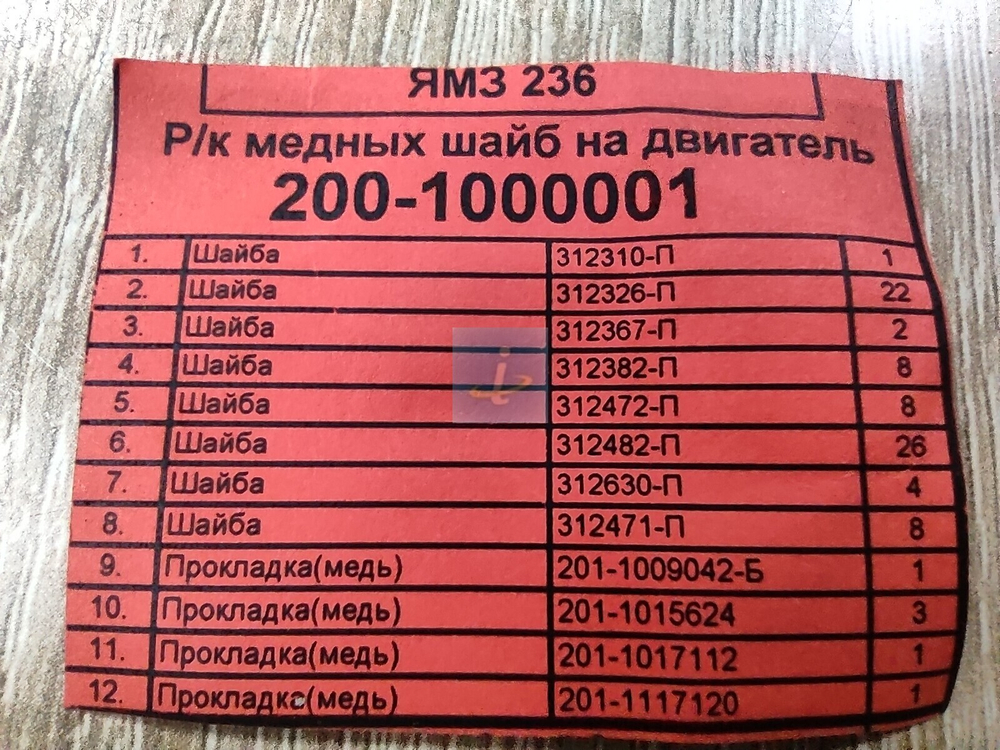 ЯМЗ 236
Р/к медных шайб на двигатель
200-1000001
1. Шайба 312310-П 1
2. Шайба 312326-П 22
3. Шайба 312367-П 2
4. Шайба 312382-П 8
5. Шайба 312472-П 8
6. Шайба 312482-П 26
7. Шайба 312630-П 4
8. Шайба 312471-П 8
9. Прокладка(медь) 201-1009042-Б 1
10. Прокладка(медь) 201-1015624 3
11. Прокладка(медь) 201-1017112 1
12. Прокладка(медь) 201-1117120 1